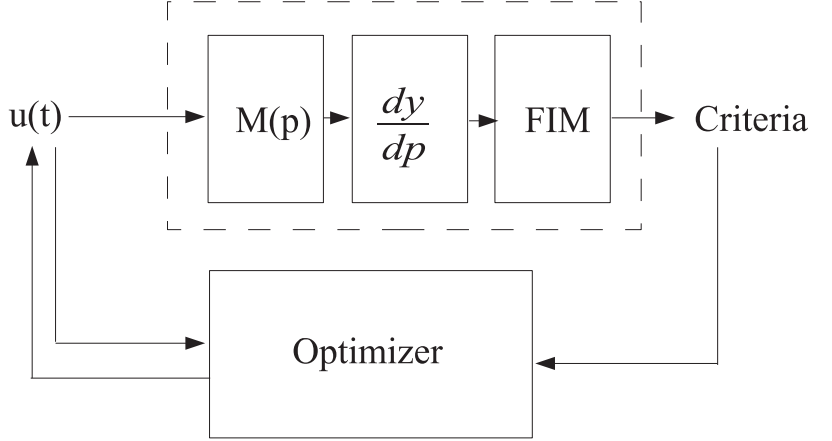 u(t)
M(p)
dy
dp
FIM
Criteria
Optimizer